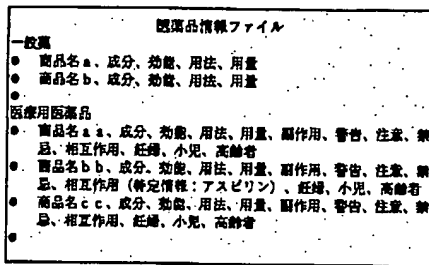 医薬品情報ファイル
一般薬
● 商品名a、成分、効能、用法、用量
● 商品名b、成分、効能、用法、用量
●
医療用医薬品
● 商品名aa、成分、効能、用法、用量、副作用、警告、注意、禁
忌、相互作用、妊婦、小児、高齢者
● 商品名bb、成分、効能、用法、用量、副作用、警告、注意、禁
忌、相互作用(特定情報:アスピリン)、妊婦、小児、高齢者
● 商品名cc、成分、効能、用法、用量、副作用、警告、注意、禁
忌、相互作用、妊婦、小児、高齢者
●